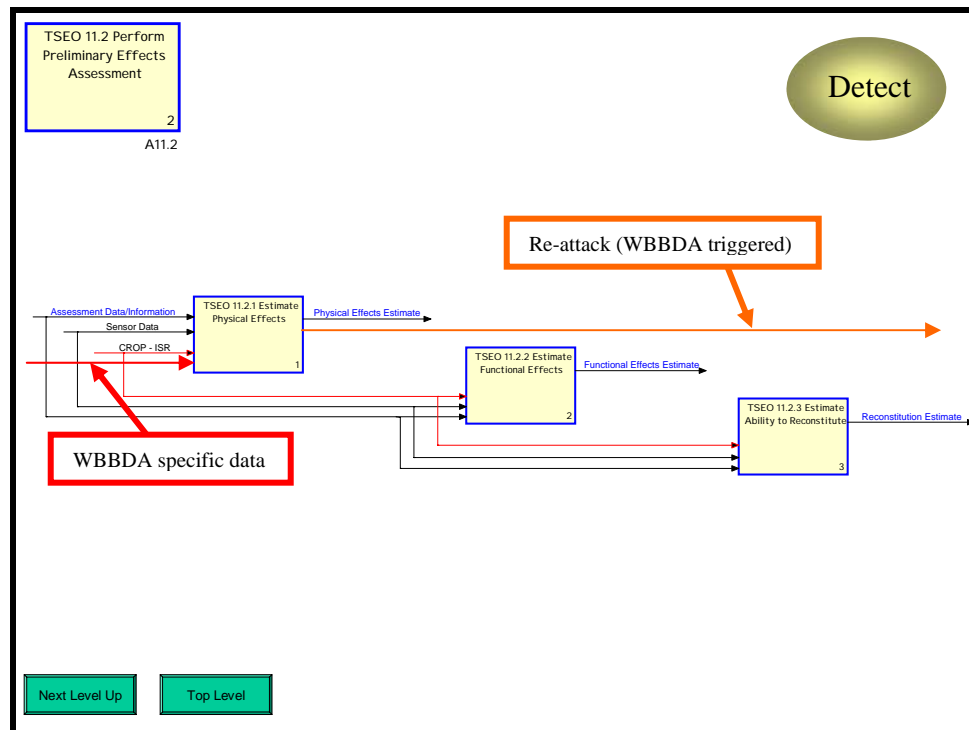 TSEO 11.2 Perform
Preliminary Effects
Assessment
2
A11.2
Detect
Re-attack (WBBDA triggered)
Assessment Data/Information
Sensor Data
CROP - ISR
TSEO 11.2.1 Estimate
Physical Effects
1
Physical Effects Estimate
TSEO 11.2.2 Estimate
Functional Effects
2
Functional Effects Estimate
TSEO 11.2.3 Estimate
Ability to Reconstitute
3
Reconstitution Estimate
WBBDA specific data
Next Level Up
Top Level